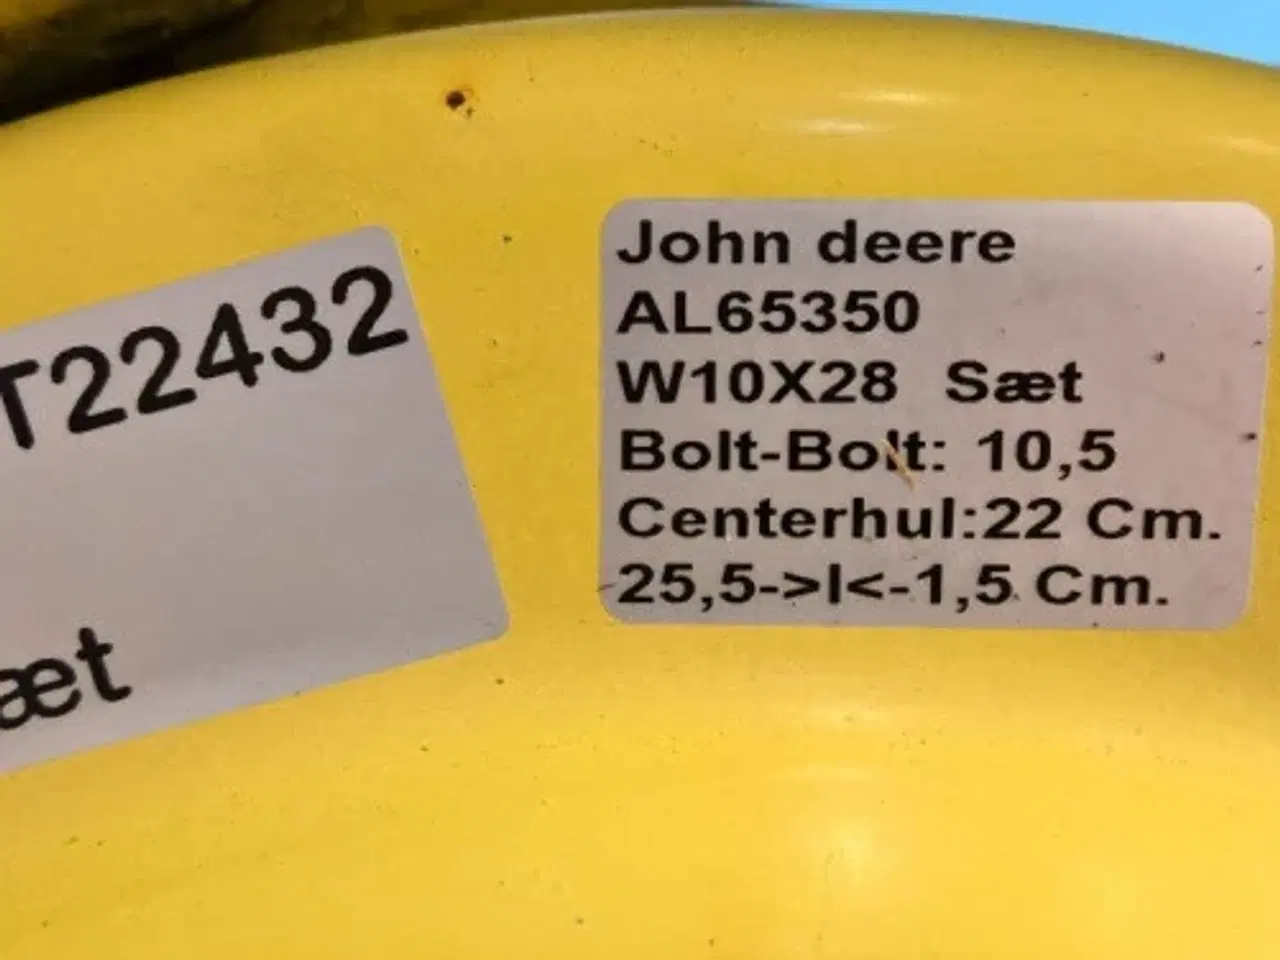 T22432
æt
John deere
AL65350
W10X28 Sæt
Bolt-Bolt: 10,5
Centerhul:22 Cm.
25,5->I<-1,5 Cm.